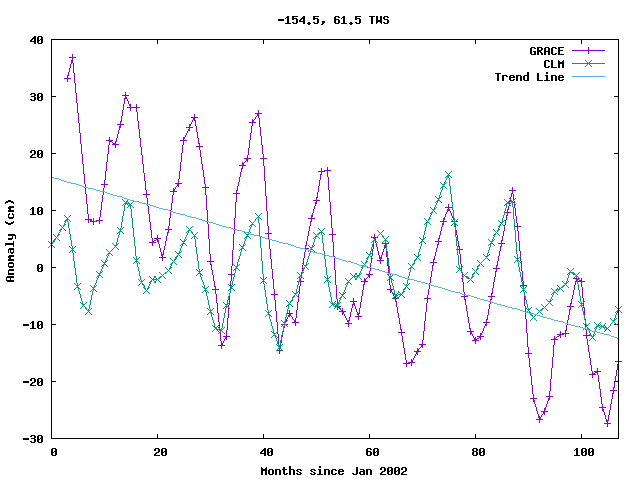 -154.5, 61.5 TWS
40
30
20
10
0
-10
-20
-30
Anomaly (cm)
GRACE
CLM
Trend Line
0 20 40 60 80 100
Months since Jan 2002